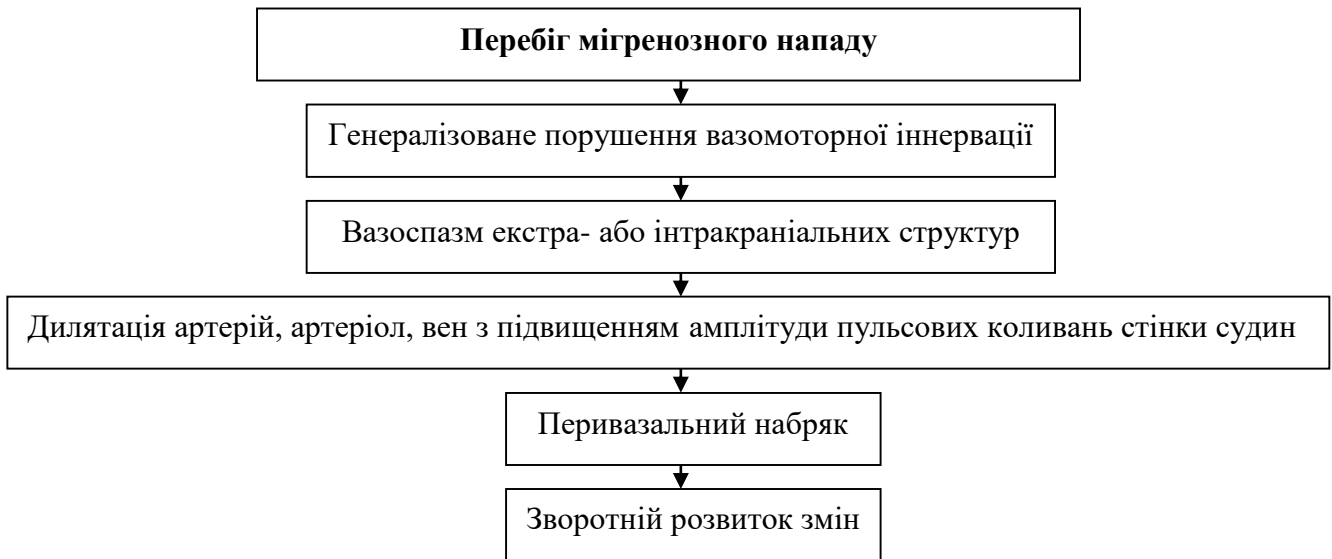 Перебіг мігренозного нападу
Генералізоване порушення вазомоторної іннервації
Вазоспазм екстра- або інтракраніальних структур
Дилятація артерій, артеріол, вен з підвищенням амплітуди пульсових коливань стінки судин
Перивазальний набряк
Зворотній розвиток змін